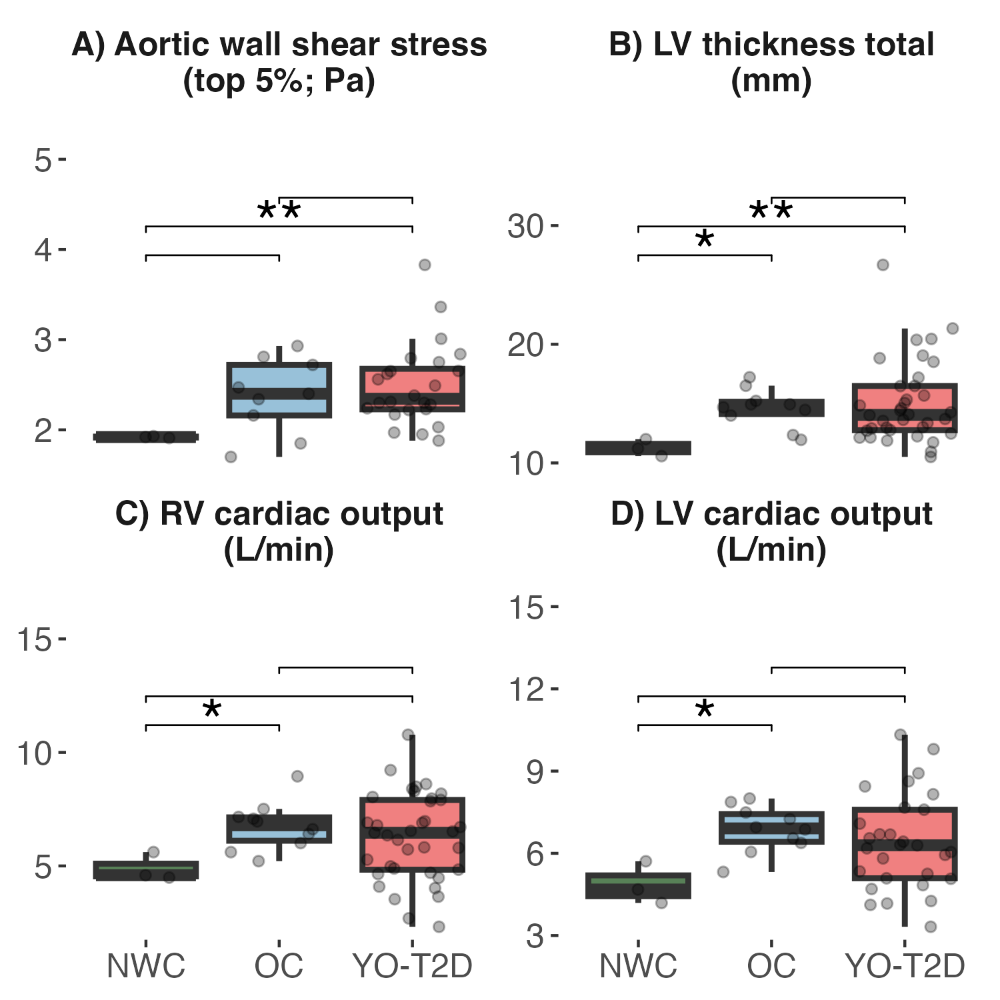 A) Aortic wall shear stress
(top 5%; Pa)
5
**
4
3
2
B) LV thickness total
(mm)
**
30
*
20
10
C) RV cardiac output
(L/min)
15
*
10
5
NWC OC YO-T2D
D) LV cardiac output
(L/min)
15
12
*
9
6
3
NWC OC YO-T2D